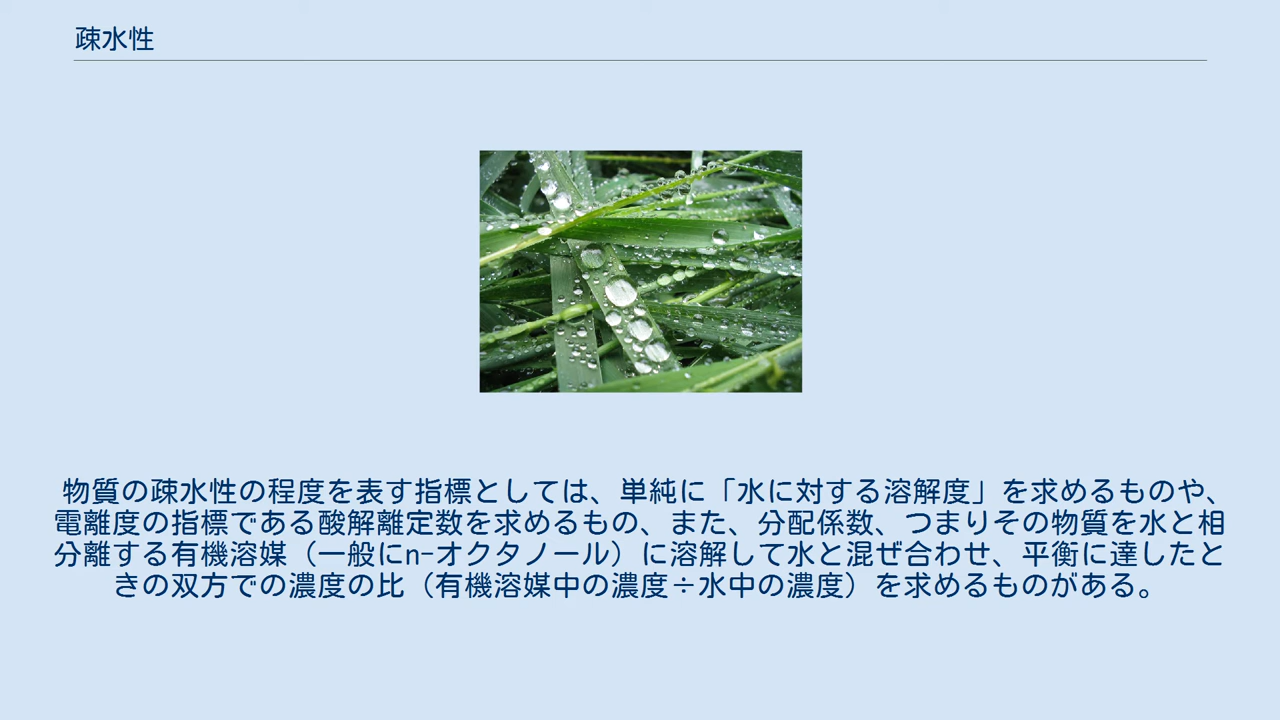 疎水性
物質の疎水性の程度を表す指標としては、単純に「水に対する溶解度」を求めるものや、
電離度の指標である酸解離定数を求めるもの、また、分配係数、つまりその物質を水と相
分離する有機溶媒（一般にn-オクタノール）に溶解して水と混ぜ合わせ、平衡に達したと
きの双方での濃度の比（有機溶媒中の濃度÷水中の濃度）を求めるものがある。